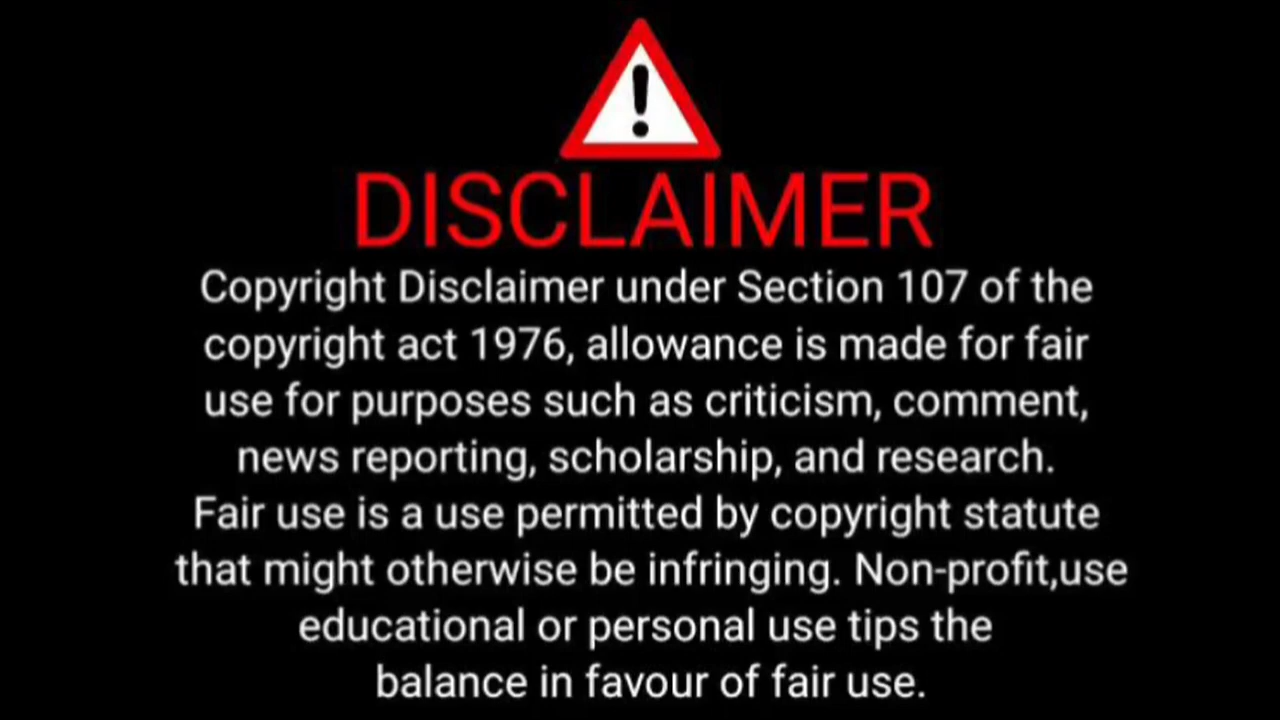 DISCLAIMER
Copyright Disclaimer under Section 107 of the
copyright act 1976, allowance is made for fair
use for purposes such as criticism, comment,
news reporting, scholarship, and research.
Fair use is a use permitted by copyright statute
that might otherwise be infringing. Non-profit,use
educational or personal use tips the
balance in favour of fair use.